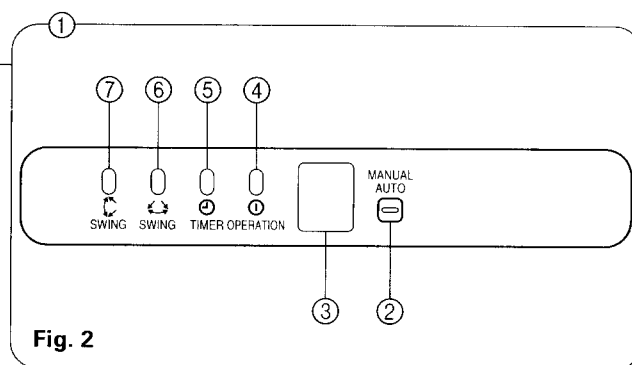 ①
⑦ ⑥ ⑤ ④
MANUAL
AUTO
SWING SWING TIMER OPERATION
③ ②
Fig. 2